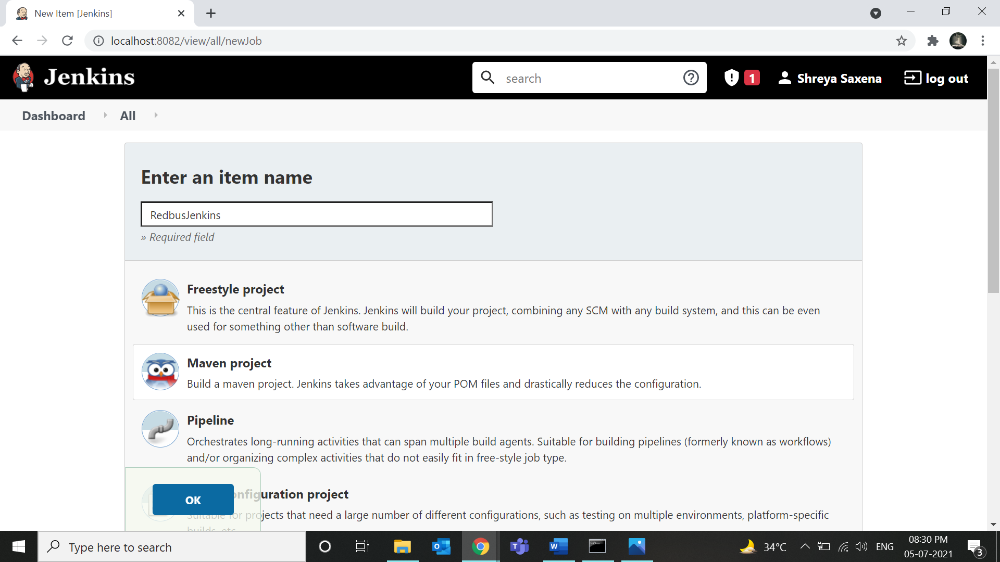 New Item [Jenkins]
localhost:8082/view/all/newJob
Jenkins
search
1
Shreya Saxena
log out
Dashboard
All
Enter an item name
RedbusJenkins
» Required field
Freestyle project
This is the central feature of Jenkins. Jenkins will build your project, combining any SCM with any build system, and this can be even
used for something other than software build.
Maven project
Build a maven project. Jenkins takes advantage of your POM files and drastically reduces the configuration.
Pipeline
Orchestrates long-running activities that can span multiple build agents. Suitable for building pipelines (formerly known as workflows)
and/or organizing complex activities that do not easily fit in free-style job type.
OK
project
Suitable for projects that need a large number of different configurations, such as testing on multiple environments, platform-specific
builds, etc.
Type here to search
34°C
ENG
08:30 PM
05-07-2021
3